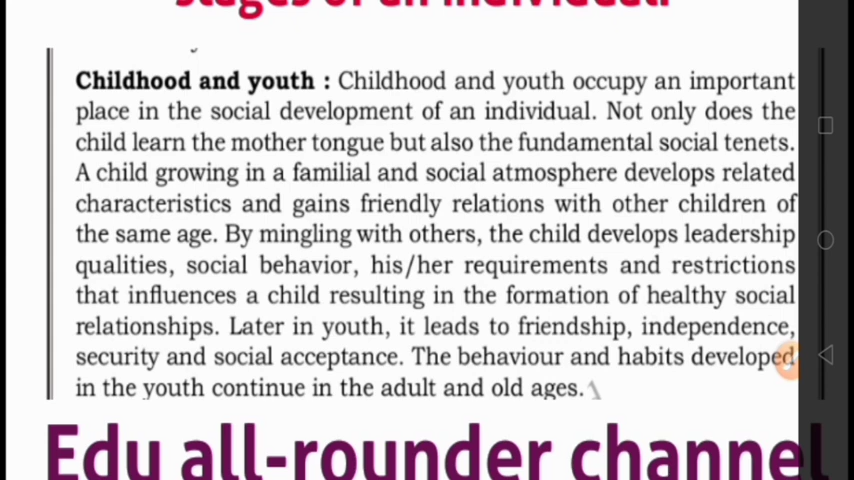 stages of an individual.
Childhood and youth : Childhood and youth occupy an important
place in the social development of an individual. Not only does the
child learn the mother tongue but also the fundamental social tenets.
A child growing in a familial and social atmosphere develops related
characteristics and gains friendly relations with other children of
the same age. By mingling with others, the child develops leadership
qualities, social behavior, his/her requirements and restrictions
that influences a child resulting in the formation of healthy social
relationships. Later in youth, it leads to friendship, independence,
security and social acceptance. The behaviour and habits developed
in the youth continue in the adult and old ages.
Edu all-rounder channel